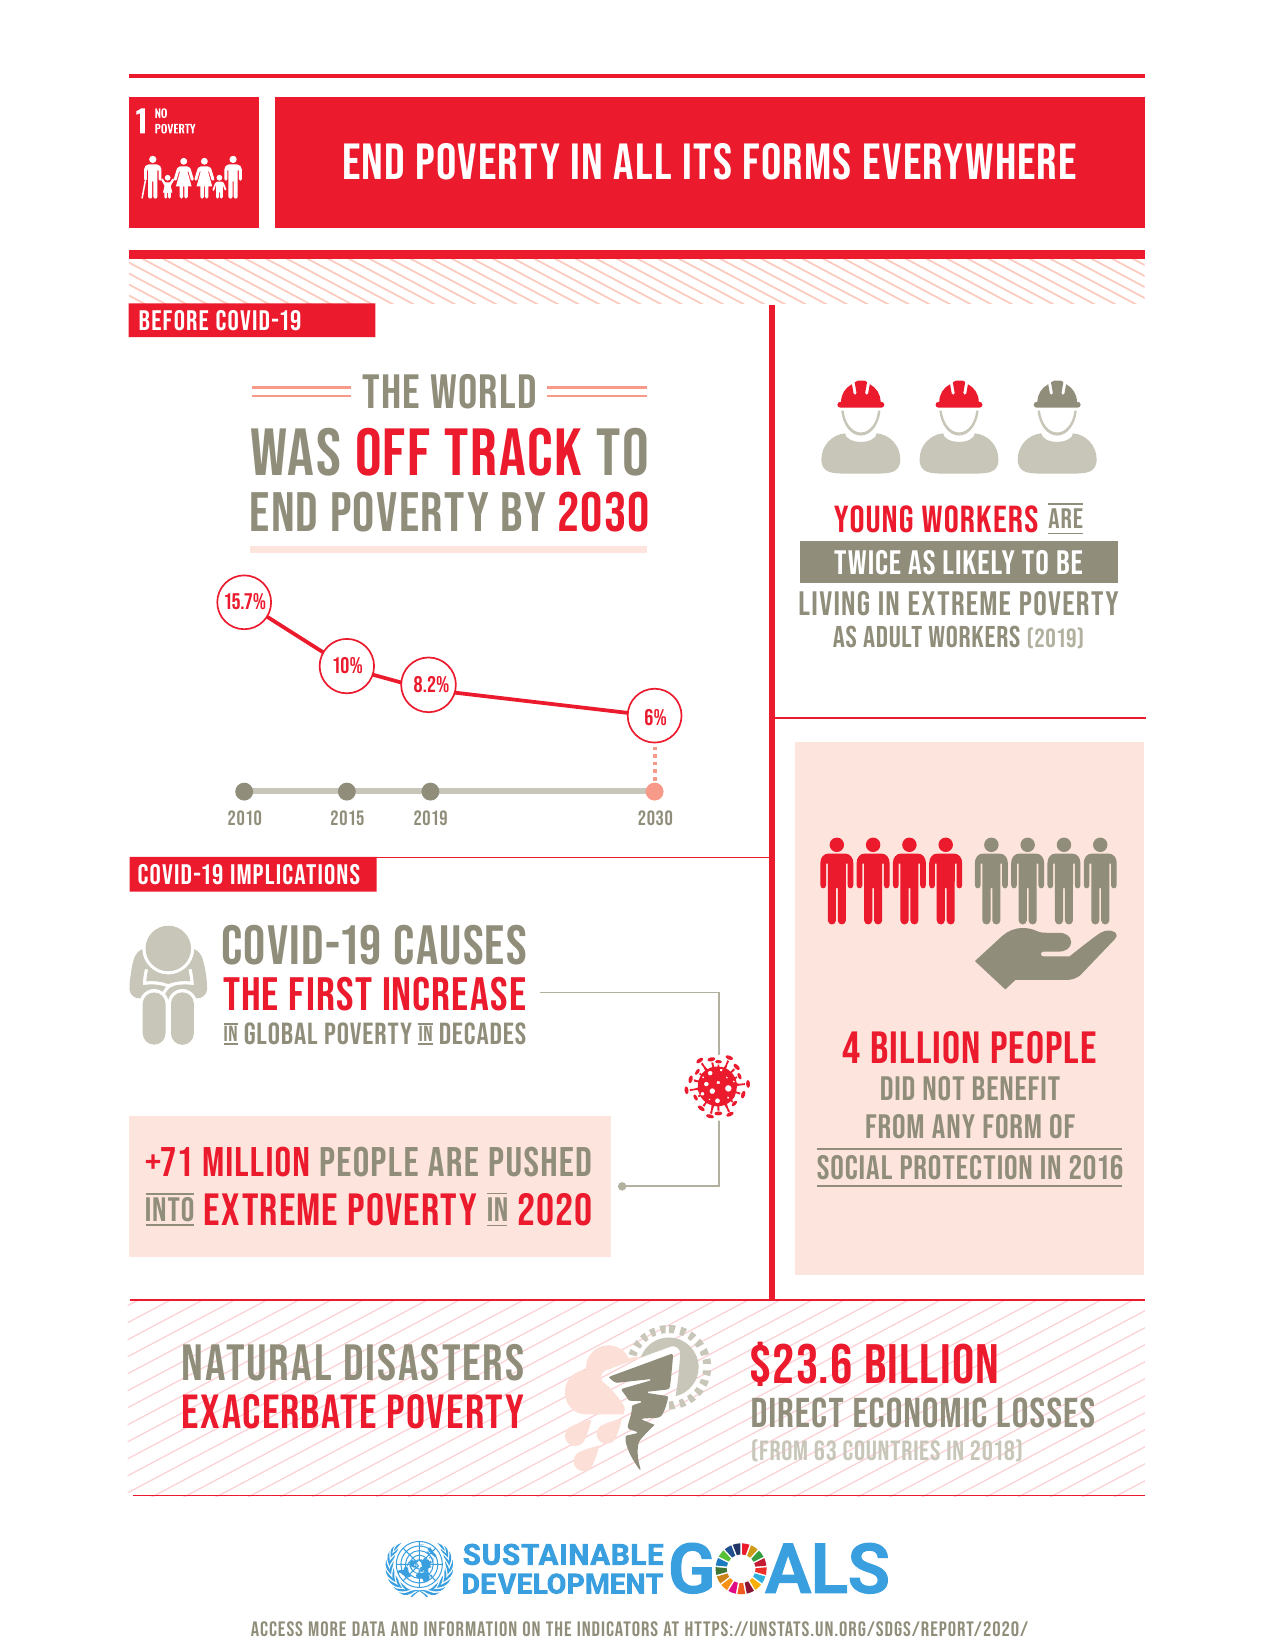 1 NO
POVERTY
END POVERTY IN ALL ITS FORMS EVERYWHERE
BEFORE COVID-19
THE WORLD
WAS OFF TRACK TO
END POVERTY BY 2030
15.7%
10%
8.2%
6%
2010 2015 2019 2030
YOUNG WORKERS ARE
TWICE AS LIKELY TO BE
LIVING IN EXTREME POVERTY
AS ADULT WORKERS (2019)
COVID-19 IMPLICATIONS
COVID-19 CAUSES
THE FIRST INCREASE
IN GLOBAL POVERTY IN DECADES
+71 MILLION PEOPLE ARE PUSHED
INTO EXTREME POVERTY IN 2020
4 BILLION PEOPLE
DID NOT BENEFIT
FROM ANY FORM OF
SOCIAL PROTECTION IN 2016
NATURAL DISASTERS
EXACERBATE POVERTY
$23.6 BILLION
DIRECT ECONOMIC LOSSES
(FROM 63 COUNTRIES IN 2018)
SUSTAINABLE
DEVELOPMENT GOALS
ACCESS MORE DATA AND INFORMATION ON THE INDICATORS AT HTTPS://UNSTATS.UN.ORG/SDGS/REPORT/2020/